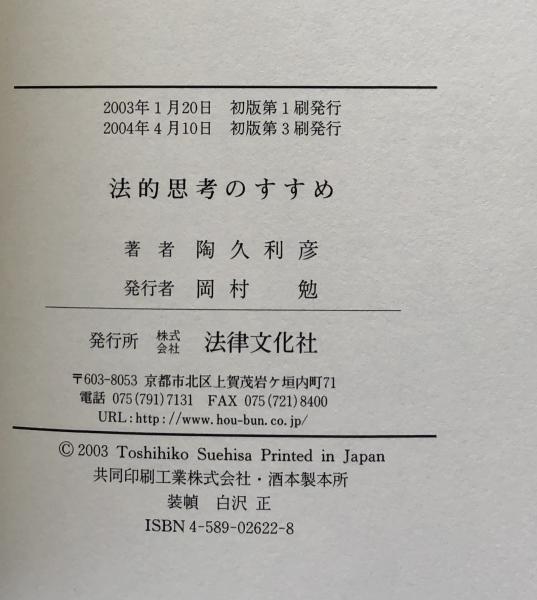 2003年1月20日 初版第1刷発行
2004年4月10日 初版第3刷発行
法的思考のすすめ
著者 陶久利彦
発行者 岡村 勉
発行所 株式会社 法律文化社
〒603-8053 京都市北区上賀茂岩ケ垣内町71
電話 075(791)7131 FAX 075(721)8400
URL:http://www.hou-bun.co.jp/
© 2003 Toshihiko Suehisa Printed in Japan
共同印刷工業株式会社・酒本製本所
装幀 白沢 正
ISBN 4-589-02622-8